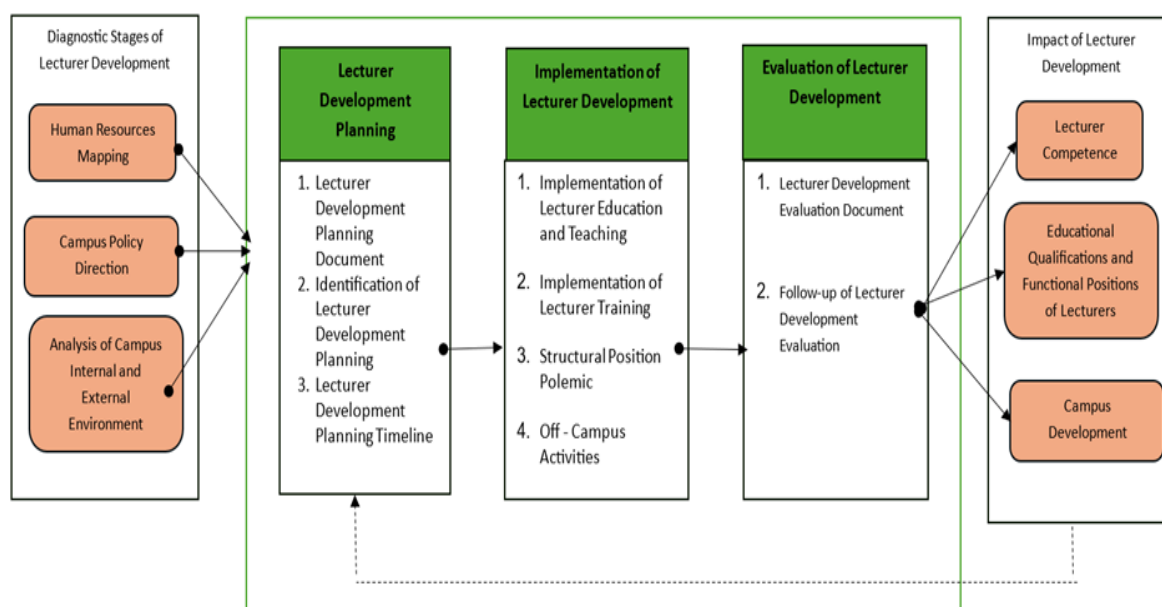 Diagnostic Stages of
Lecturer Development
Human Resources
Mapping
Campus Policy
Direction
Analysis of Campus
Internal and
External
Environment
Lecturer
Development
Planning
1. Lecturer
Development
Planning
Document
2. Identification of
Lecturer
Development
Planning
3. Lecturer
Development
Planning Timeline
Implementation of
Lecturer Development
1. Implementation of
Lecturer Education
and Teaching
2. Implementation of
Lecturer Training
3. Structural Position
Polemic
4. Off - Campus
Activities
Evaluation of Lecturer
Development
1. Lecturer Development
Evaluation Document
2. Follow-up of Lecturer
Development
Evaluation
Impact of Lecturer
Development
Lecturer
Competence
Educational
Qualifications and
Functional Positions
of Lecturers
Campus
Development